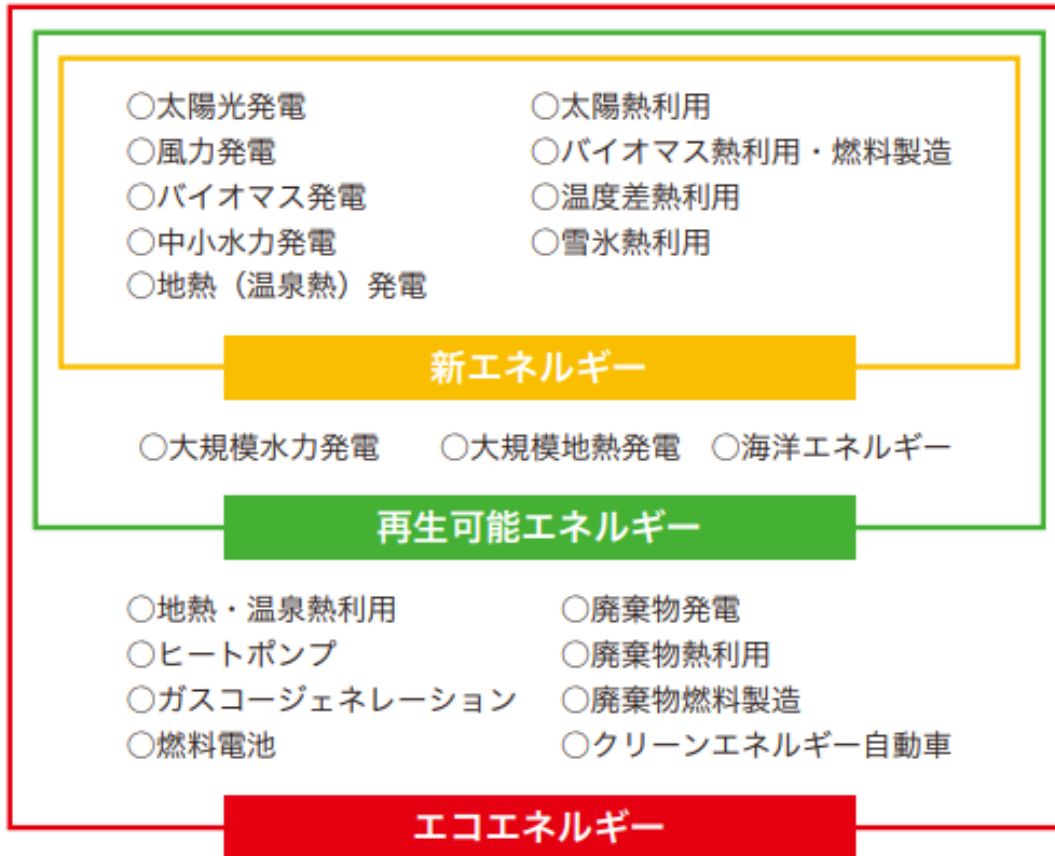 ○太陽光発電 ○太陽熱利用
○風力発電 ○バイオマス熱利用・燃料製造
○バイオマス発電 ○温度差熱利用
○中小水力発電 ○雪氷熱利用
○地熱（温泉熱）発電
新エネルギー
○大規模水力発電 ○大規模地熱発電 ○海洋エネルギー
再生可能エネルギー
○地熱・温泉熱利用 ○廃棄物発電
○ヒートポンプ ○廃棄物熱利用
○ガスコージェネレーション ○廃棄物燃料製造
○燃料電池 ○クリーンエネルギー自動車
エコエネルギー